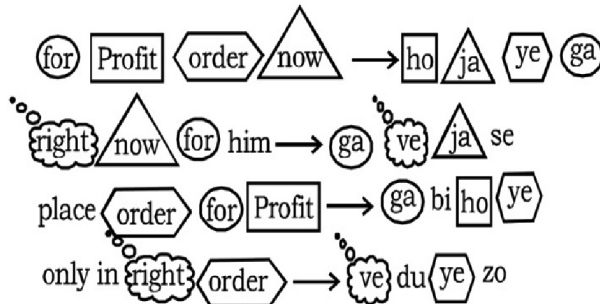 for Profit order now → ho ja ye ga
right now for him → ga ve ja se
place order for Profit → ga bi ho ye
only in right order → ve du ye zo